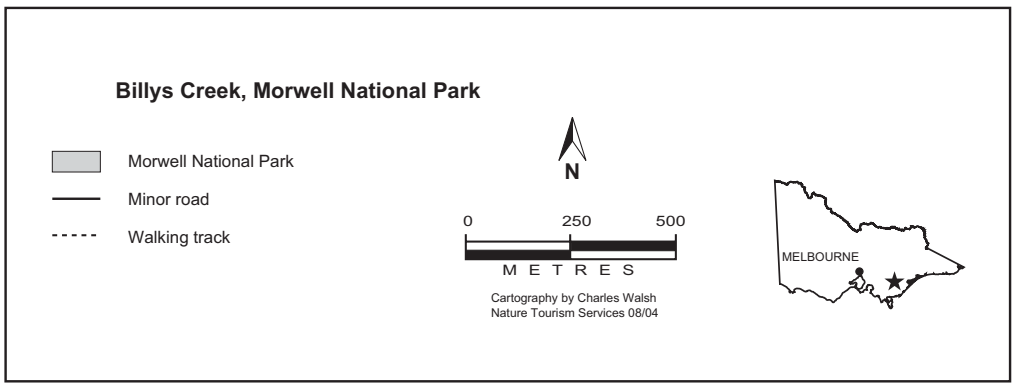 Billys Creek, Morwell National Park
Morwell National Park
Minor road
Walking track
N
0 250 500
METRES
Cartography by Charles Walsh
Nature Tourism Services 08/04
MELBOURNE